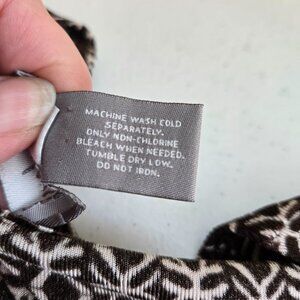 MACHINE WASH COLD
SEPARATELY.
ONLY NON-CHLORINE
BLEACH WHEN NEEDED.
TUMBLE DRY LOW.
DO NOT IRON.